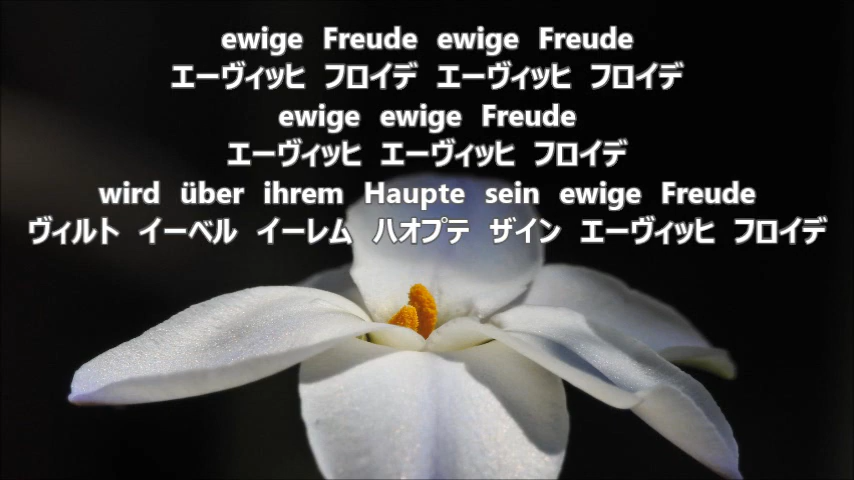 ewige Freude ewige Freude
エーヴィッヒ フロイデ エーヴィッヒ フロイデ
ewige ewige Freude
エーヴィッヒ エーヴィッヒ フロイデ
wird über ihrem Haupte sein ewige Freude
ヴィルト イーベル イーレム ハオプテ ザイン エーヴィッヒ フロイデ